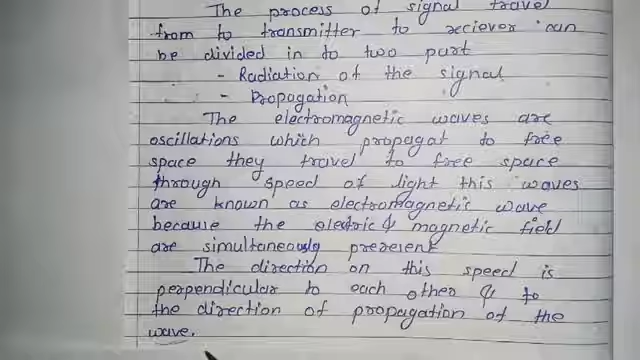 The process of signal travel
from to transmitter to reciever can
be divided in to two part
- Radiation of the signal
- Propagation
The electromagnetic waves are
oscillations which propagat to free
space they travel to free space
through speed of light this waves
are known as electromagnetic wave
because the electric & magnetic field
are simultaneously
The direction on this speed is
perpendicular to each other & to
the direction of propagation of the
wave.